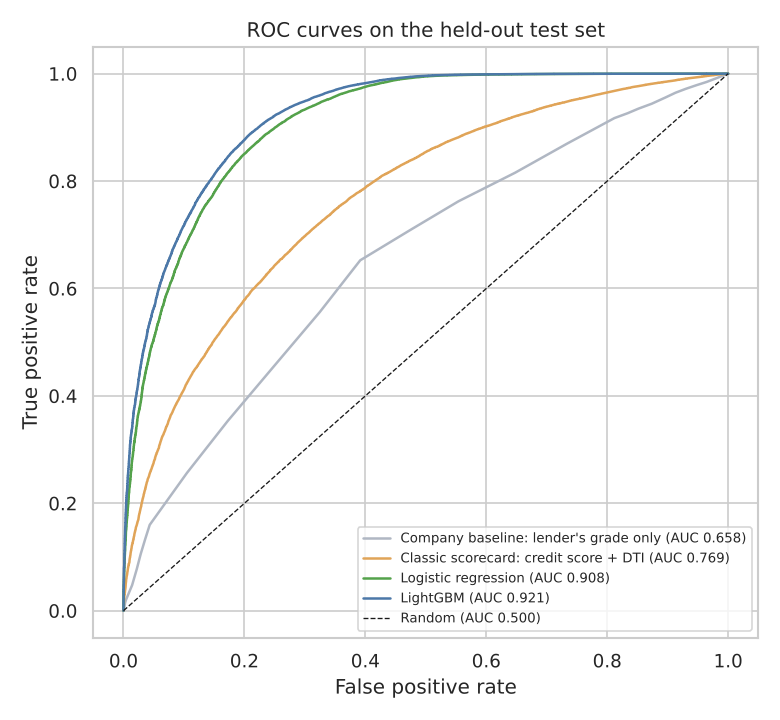 ROC curves on the held-out test set
True positive rate
1.0
0.8
0.6
0.4
0.2
0.0
Company baseline: lender's grade only (AUC 0.658)
Classic scorecard: credit score + DTI (AUC 0.769)
Logistic regression (AUC 0.908)
LightGBM (AUC 0.921)
Random (AUC 0.500)
0.0 0.2 0.4 0.6 0.8 1.0
False positive rate